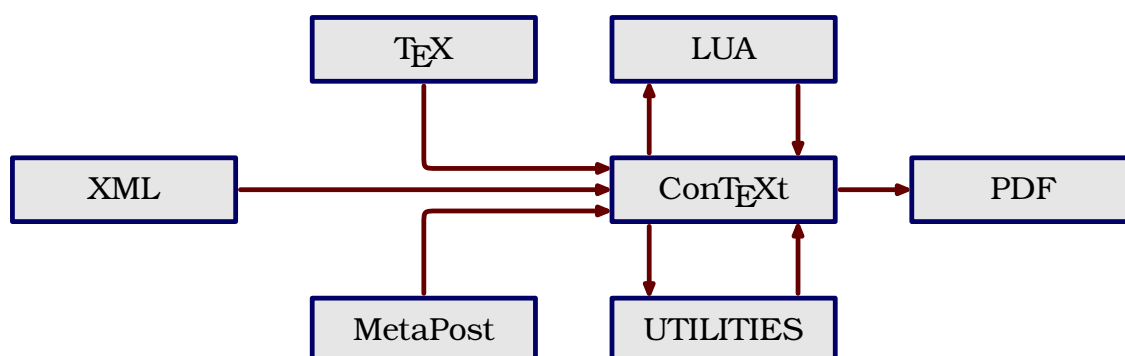 TEX
LUA
XML
ConTEXt
PDF
MetaPost
UTILITIES